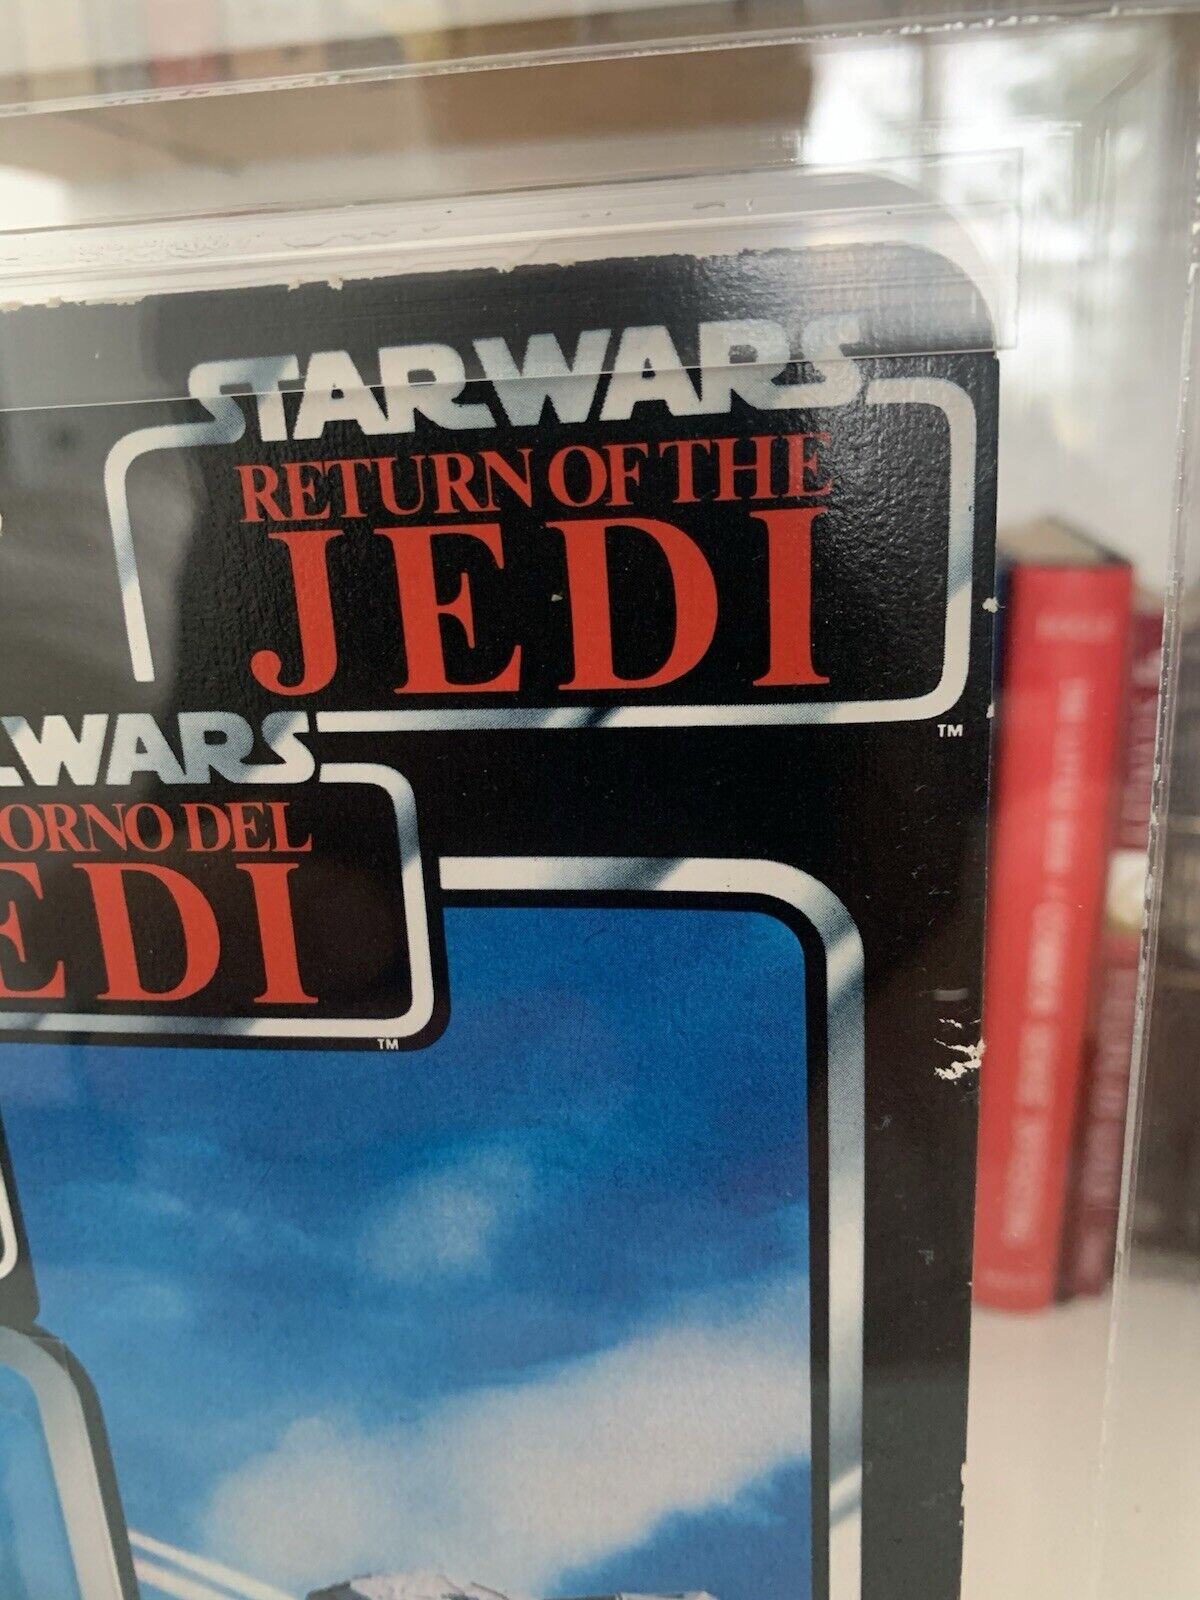 STAR WARS
RETURN OF THE
JEDI
TM
WARS
ORNO DEL
EDI
TM